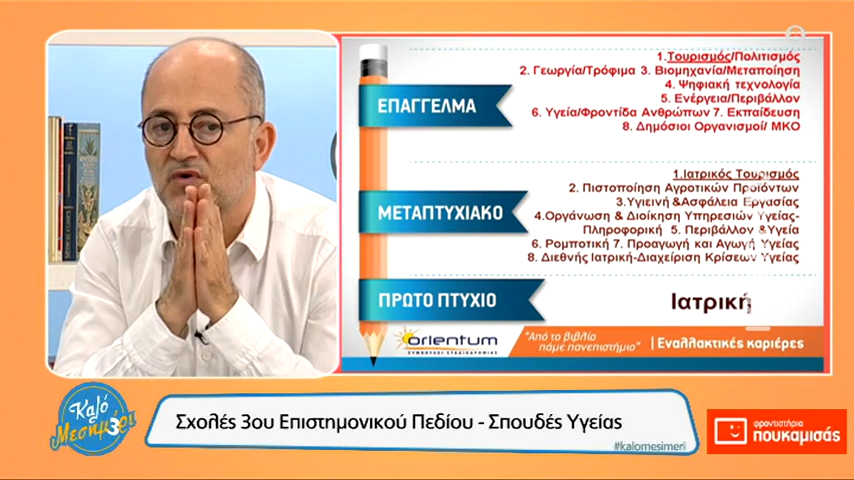 ΕΠΑΓΓΕΛΜΑ
1.Τουρισμός/Πολιτισμός
2. Γεωργία/Τρόφιμα 3. Βιομηχανία/Μεταποίηση
4. Ψηφιακή τεχνολογία
5. Ενέργεια/Περιβάλλον
6. Υγεία/Φροντίδα Ανθρώπων 7. Εκπαίδευση
8. Δημόσιοι Οργανισμοί/ ΜΚΟ
ΜΕΤΑΠΤΥΧΙΑΚΟ
1.Ιατρικός Τουρισμός
2. Πιστοποίηση Αγροτικών Προϊόντων
3.Υγιεινή &Ασφάλεια Εργασίας
4.Οργάνωση & Διοίκηση Υπηρεσιών Υγείας-
Πληροφορική 5. Περιβάλλον &Υγεία
6. Ρομποτική 7. Προαγωγή και Αγωγή Υγείας
8. Διεθνής Ιατρική-Διαχείριση Κρίσεων Υγείας
ΠΡΩΤΟ ΠΤΥΧΙΟ
Ιατρική
orientum
ΣΥΜΒΟΥΛΟΙ ΣΤΑΔΙΟΔΡΟΜΙΑΣ
"Από το βιβλίο
πάμε πανεπιστήμιο"
| Εναλλακτικές καριέρες
Καλό
Μεσημέρι
3
Σχολές 3ου Επιστημονικού Πεδίου - Σπουδές Υγείας
#kalomesimeri
φροντιστήρια
πουκαμισάς